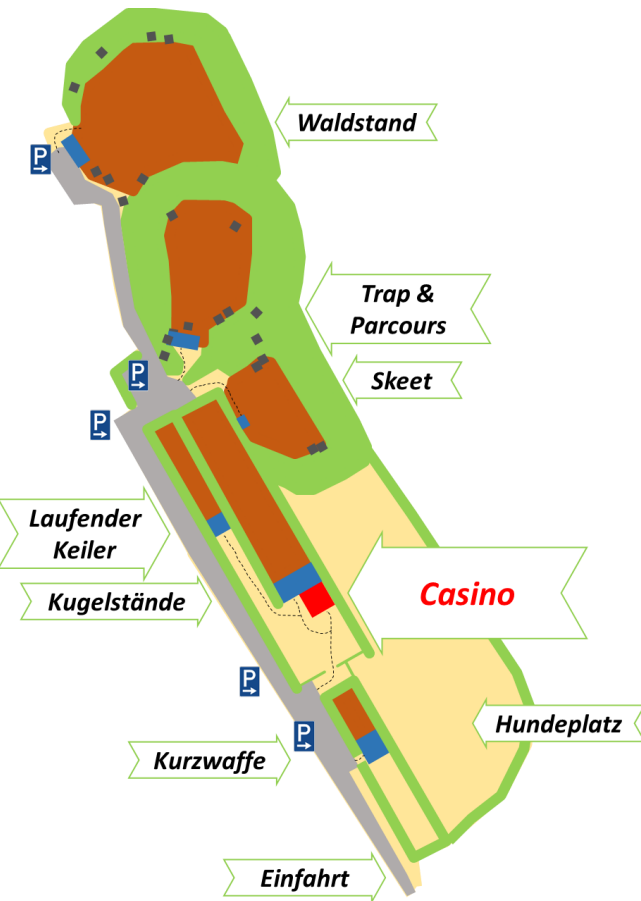 Waldstand
P
Trap &
Parcours
Skeet
P
P
Laufender
Keiler
Kugelstände
Casino
P
Hundeplatz
P
Kurzwaffe
Einfahrt